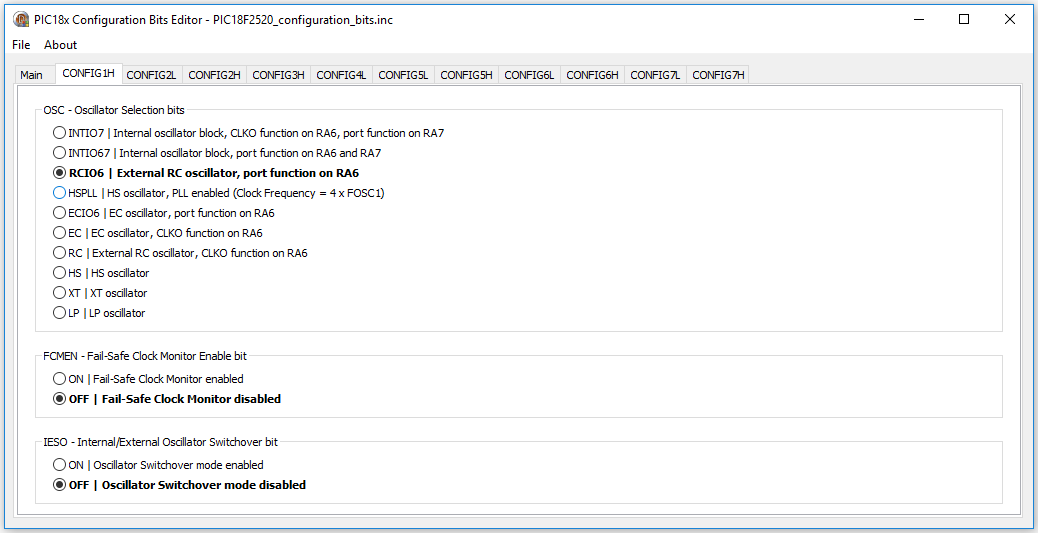 PIC18x Configuration Bits Editor - PIC18F2520_configuration_bits.inc
File About
Main CONFIG1H CONFIG2L CONFIG2H CONFIG3H CONFIG4L CONFIG5L CONFIG5H CONFIG6L CONFIG6H CONFIG7L CONFIG7H
OSC - Oscillator Selection bits
INTIO7 | Internal oscillator block, CLKO function on RA6, port function on RA7
INTIO67 | Internal oscillator block, port function on RA6 and RA7
RCIO6 | External RC oscillator, port function on RA6
HSPLL | HS oscillator, PLL enabled (Clock Frequency = 4 x FOSC1)
ECIO6 | EC oscillator, port function on RA6
EC | EC oscillator, CLKO function on RA6
RC | External RC oscillator, CLKO function on RA6
HS | HS oscillator
XT | XT oscillator
LP | LP oscillator
FCMEN - Fail-Safe Clock Monitor Enable bit
ON | Fail-Safe Clock Monitor enabled
OFF | Fail-Safe Clock Monitor disabled
IESO - Internal/External Oscillator Switchover bit
ON | Oscillator Switchover mode enabled
OFF | Oscillator Switchover mode disabled